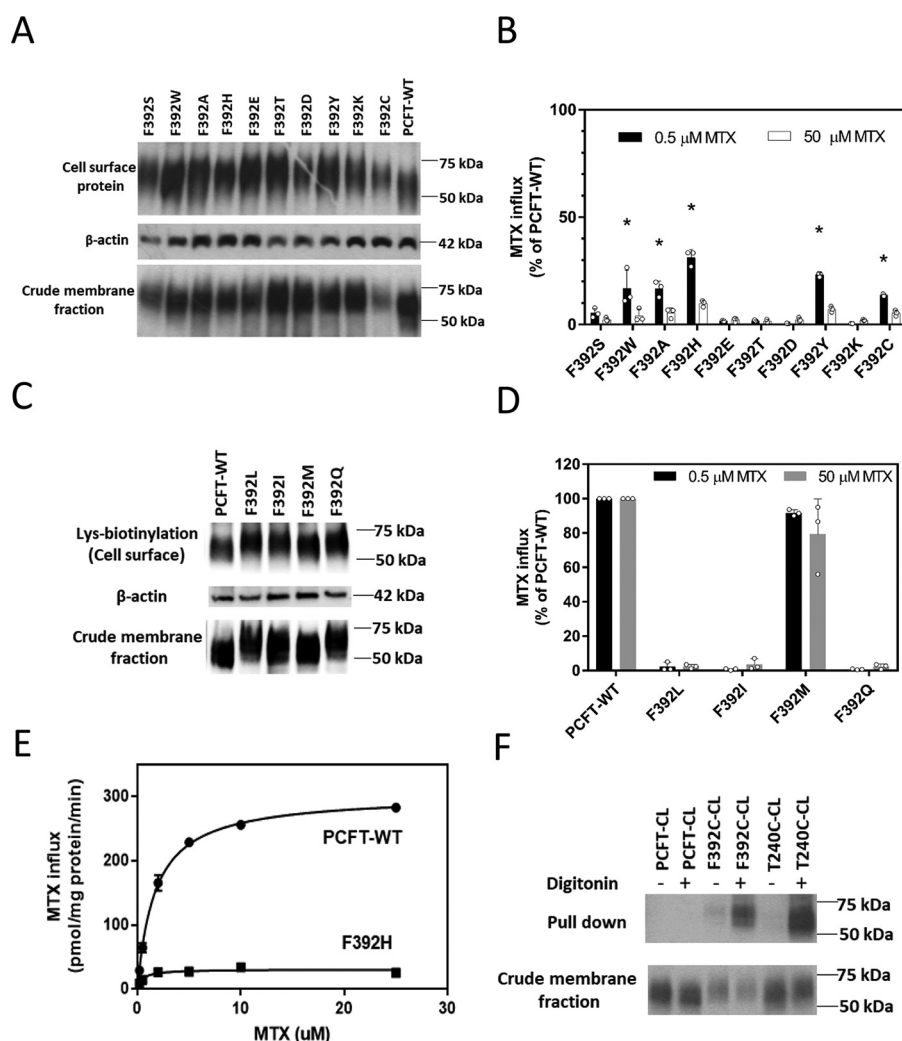 A
F392S
F392W
F392A
F392H
F392E
F392T
F392D
F392Y
F392K
F392C
PCFT-WT
Cell surface
protein
75 kDa
50 kDa
β-actin
42 kDa
Crude membrane
fraction
75 kDa
50 kDa
B
MTX influx
(% of PCFT-WT)
100
50
0
0.5 μM MTX
50 μM MTX
*
*
*
*
*
F392S
F392W
F392A
F392H
F392E
F392T
F392D
F392Y
F392K
F392C
C
PCFT-WT
F392L
F392I
F392M
F392Q
Lys-biotinylation
(Cell surface)
75 kDa
50 kDa
β-actin
42 kDa
Crude membrane
fraction
75 kDa
50 kDa
D
MTX influx
(% of PCFT-WT)
120
100
80
60
40
20
0
0.5 μM MTX
50 μM MTX
PCFT-WT
F392L
F392I
F392M
F392Q
E
MTX influx
(pmol/mg protein/min)
300
200
100
0
PCFT-WT
F392H
0
10
20
30
MTX (uM)
F
PCFT-CL
PCFT-CL
F392C-CL
F392C-CL
T240C-CL
T240C-CL
Digitonin - + - + - +
Pull down
75 kDa
50 kDa
Crude membrane
fraction
75 kDa
50 kDa